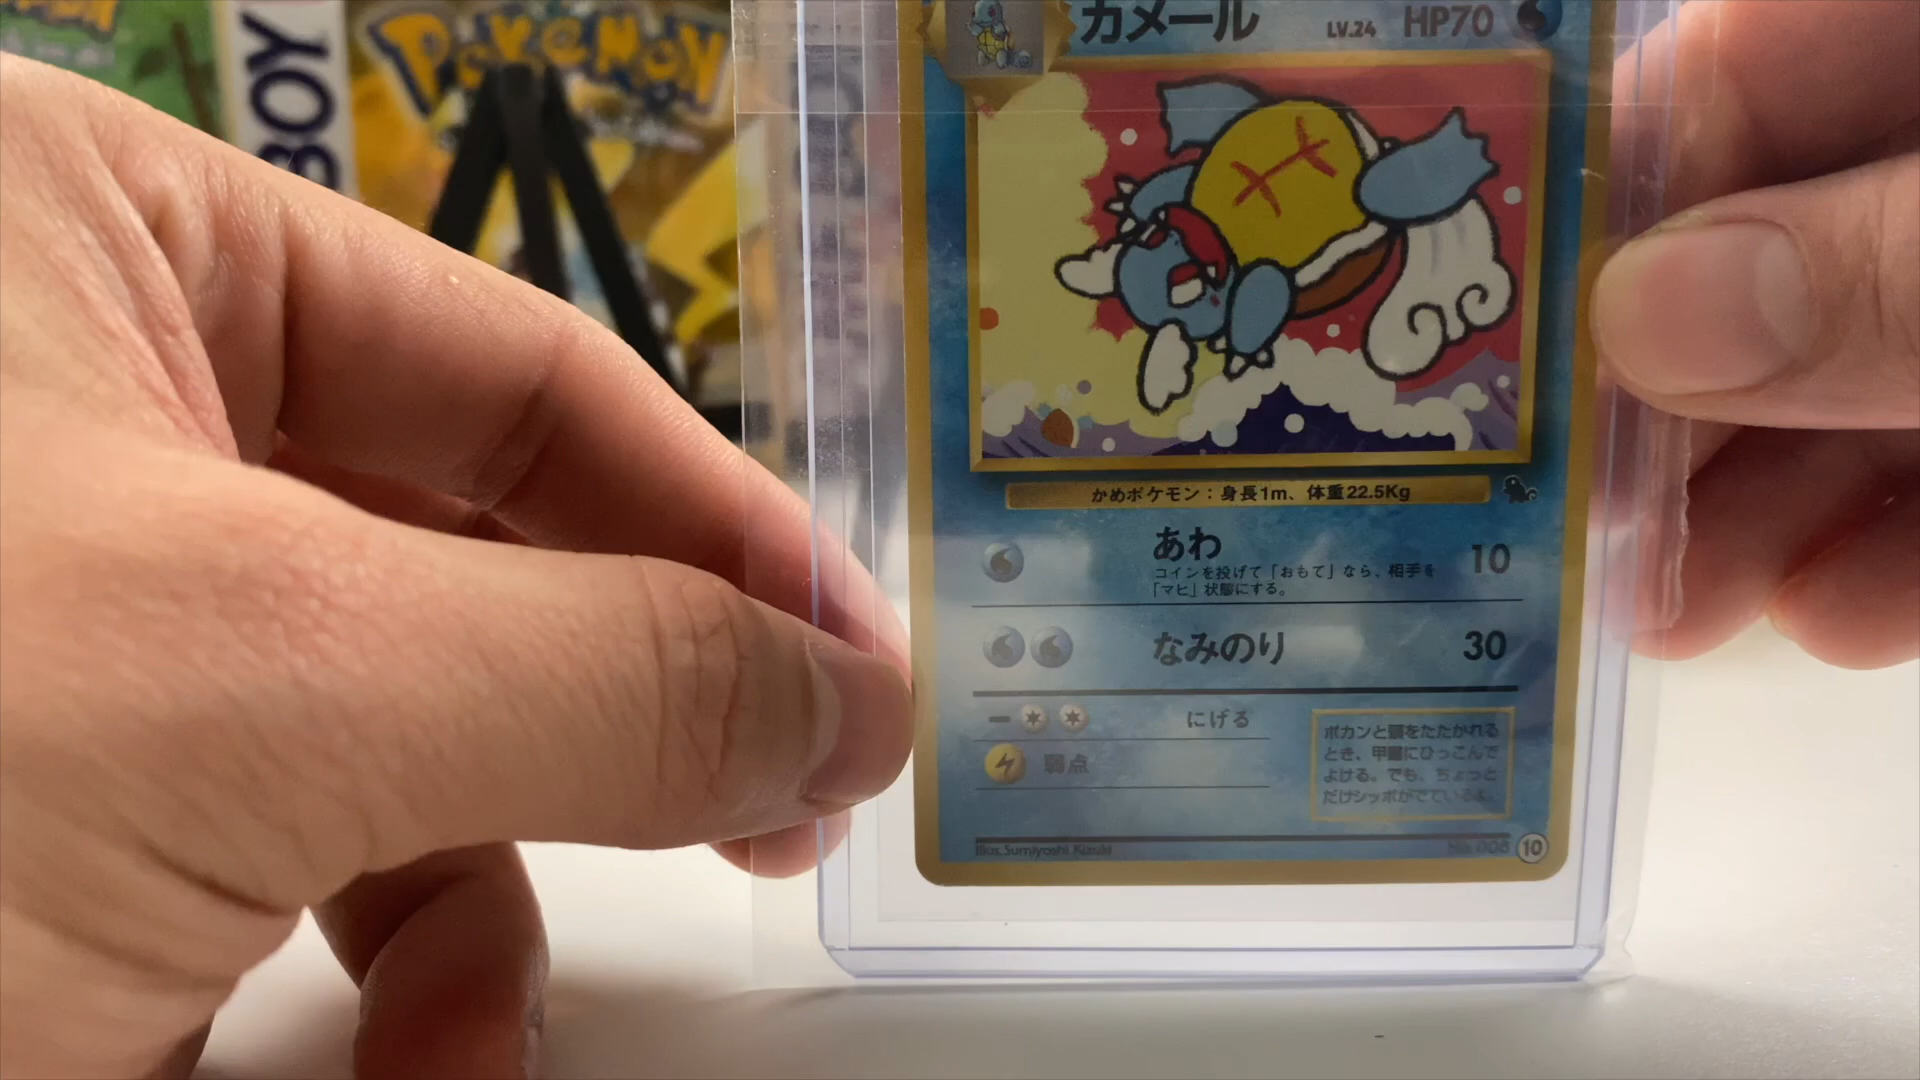 BOY
POKéMON
カメール LV.24 HP70
かめポケモン:身長1m、体重22.5Kg
あわ 10
コインを投げて「おもて」なら、相手を
「マヒ」状態にする。
なみのり 30
にげる
弱点
ポカンと頭をたたかれる
とき、甲羅にひっこんで
よける。でも、ちょっと
だけシッポがでているよ。
Illus.Sumiyoshi Kizuki No.008 10